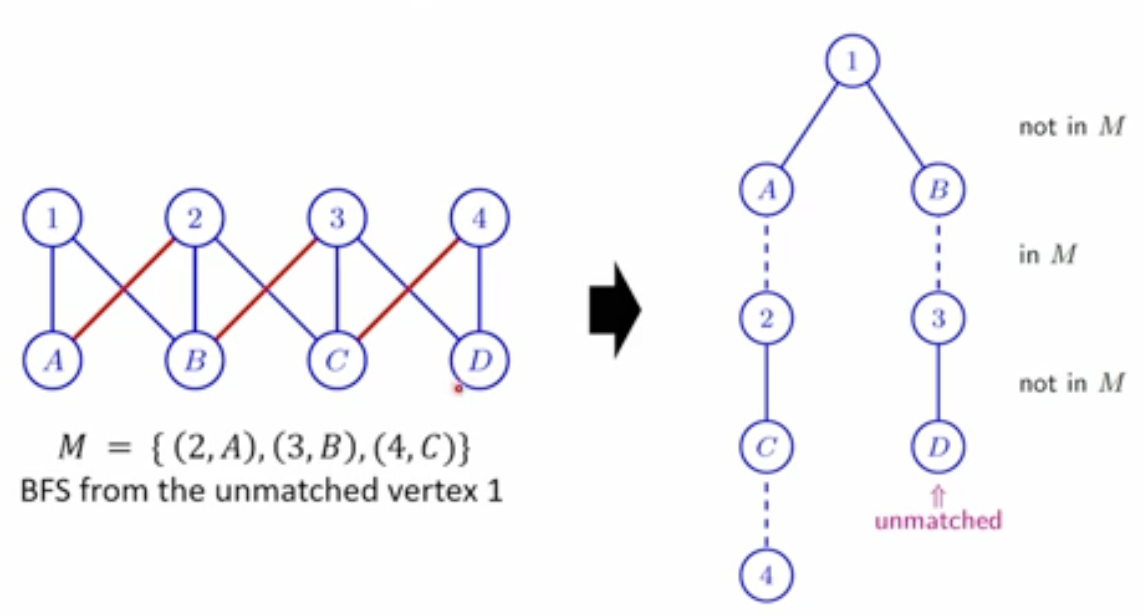 1 2 3 4
A B C D
M = { (2, A), (3, B), (4, C)}
BFS from the unmatched vertex 1
1
not in M
A B
in M
2 3
not in M
C D
⇑
unmatched
4